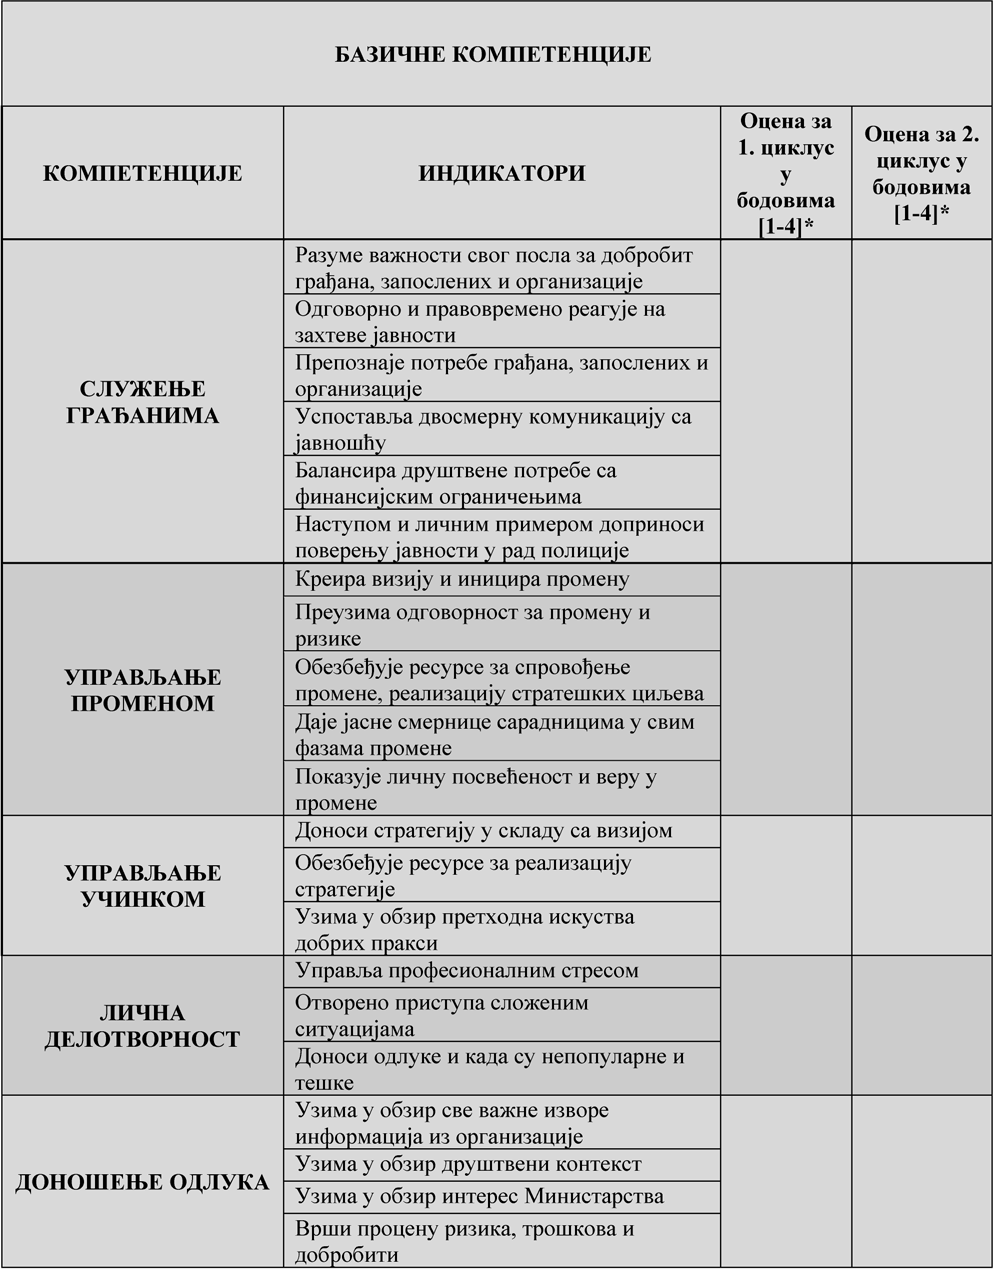 БАЗИЧНЕ КОМПЕТЕНЦИЈЕ
КОМПЕТЕНЦИЈЕ
ИНДИКАТОРИ
Оцена за
1. циклус
у
бодовима
[1-4]*
Оцена за 2.
циклус у
бодовима
[1-4]*
СЛУЖЕЊЕ
ГРАЂАНИМА
Разуме важности свог посла за добробит
грађана, запослених и организације
Одговорно и правовремено реагује на
захтеве јавности
Препознаје потребе грађана, запослених и
организације
Успоставља двосмерну комуникацију са
јавношћу
Балансира друштвене потребе са
финансијским ограничењима
Наступом и личним примером доприноси
поверењу јавности у рад полиције
УПРАВЉАЊЕ
ПРОМЕНОМ
Креира визију и иницира промену
Преузима одговорност за промену и
ризике
Обезбеђује ресурсе за спровођење
промене, реализацију стратешких циљева
Даје јасне смернице сарадницима у свим
фазама промене
Показује личну посвећеност и веру у
промене
УПРАВЉАЊЕ
УЧИНКОМ
Доноси стратегију у складу са визијом
Обезбеђује ресурсе за реализацију
стратегије
Узима у обзир претходна искуства
добрих пракси
ЛИЧНА
ДЕЛОТВОРНОСТ
Управља професионалним стресом
Отворено приступа сложеним
ситуацијама
Доноси одлуке и када су непопуларне и
тешке
ДОНОШЕЊЕ ОДЛУКА
Узима у обзир све важне изворе
информација из организације
Узима у обзир друштвени контекст
Узима у обзир интерес Министарства
Врши процену ризика, трошкова и
добробити